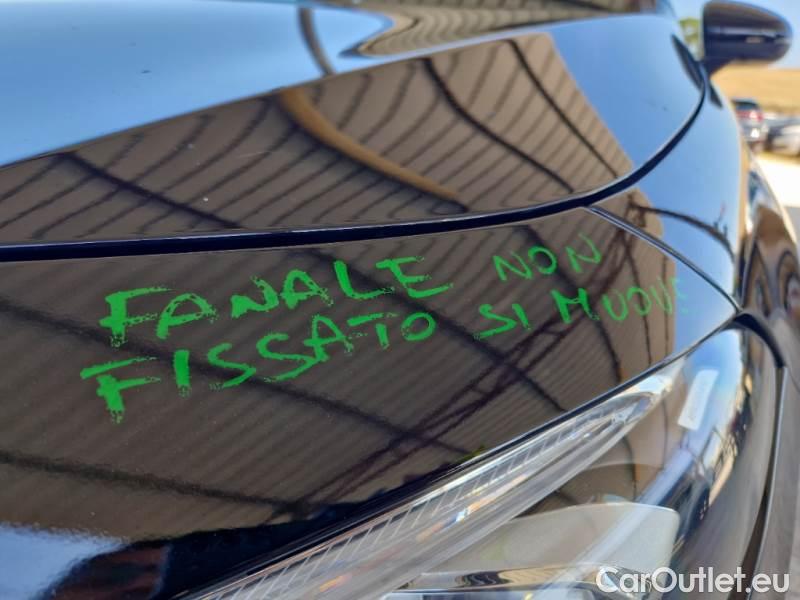 FANALE NON
FISSATO SI MUOVE
CarOutlet.eu